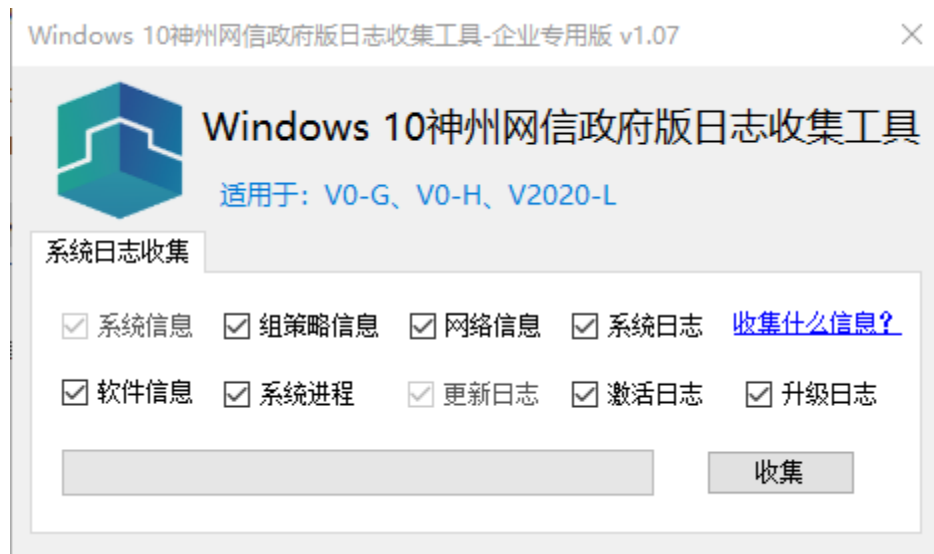 Windows 10神州网信政府版日志收集工具-企业专用版 v1.07
Windows 10神州网信政府版日志收集工具
适用于：V0-G、V0-H、V2020-L
系统日志收集
系统信息 组策略信息 网络信息 系统日志 收集什么信息？
软件信息 系统进程 更新日志 激活日志 升级日志
收集